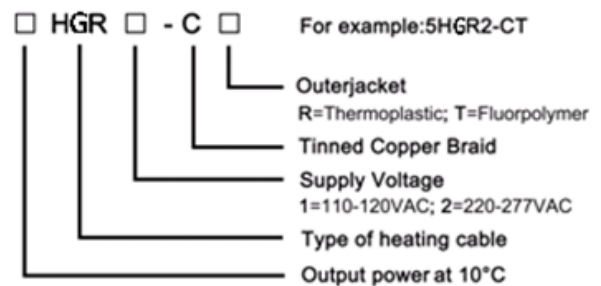 □ HGR □ - C □ For example:5HGR2-CT
Outerjacket
R=Thermoplastic; T=Fluorpolymer
Tinned Copper Braid
Supply Voltage
1=110-120VAC; 2=220-277VAC
Type of heating cable
Output power at 10°C